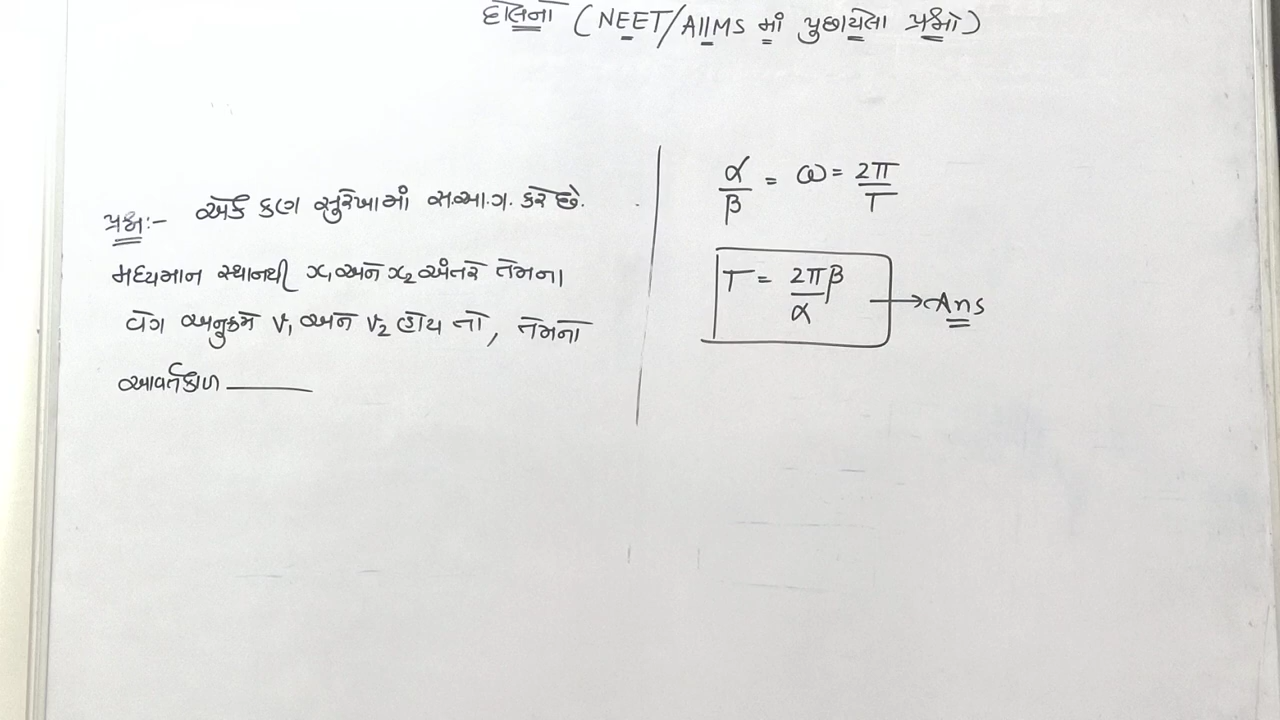 દોલનો (NEET/AIIMS માં પુછાયેલા પ્રશ્નો)
પ્રશ્ન:- એક કણ સુરેખામાં સ.આ.ગ. કરે છે.
મધ્યમાન સ્થાનથી x₁ અને x₂ અંતરે તેમના
વેગ અનુક્રમે v₁ અને v₂ હોય તો, તેમનો
આવર્તકાળ ______
α/β = ω = 2π/T
T = 2πβ/α → Ans